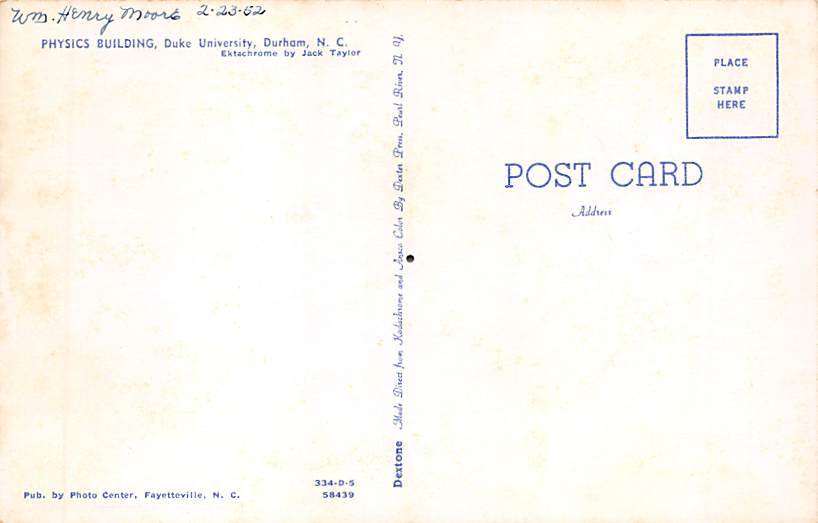 Wm. Henry Moore 2-23-62
PHYSICS BUILDING, Duke University, Durham, N. C.
Ektachrome by Jack Taylor
Pub. by Photo Center, Fayetteville, N. C.
334-D-5
58439
Dextone Made Direct from Kodachrome and Ansco Color By Dexter Press, Pearl River, N. Y.
PLACE
STAMP
HERE
POST CARD
Address